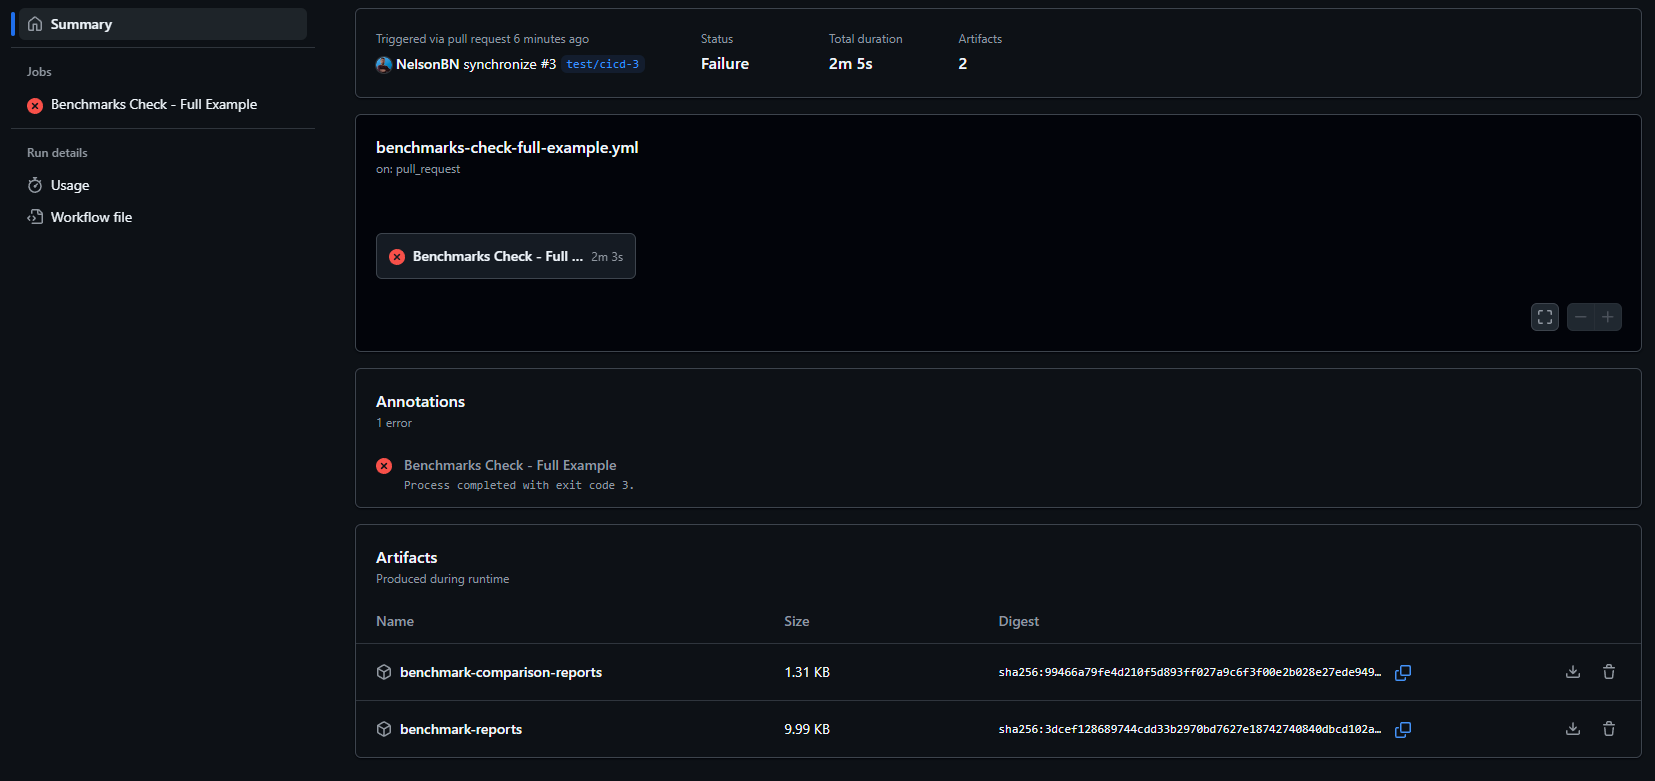 Summary
Jobs
Benchmarks Check - Full Example
Run details
Usage
Workflow file
Triggered via pull request 6 minutes ago
NelsonBN synchronize #3 test/cicd-3
Status
Failure
Total duration
2m 5s
Artifacts
2
benchmarks-check-full-example.yml
on: pull_request
Benchmarks Check - Full ... 2m 3s
Annotations
1 error
Benchmarks Check - Full Example
Process completed with exit code 3.
Artifacts
Produced during runtime
Name Size Digest
benchmark-comparison-reports 1.31 KB sha256:99466a79fe4d210f5d893ff027a9c6f3f00e2b028e27ede949…
benchmark-reports 9.99 KB sha256:3dcef128689744cdd33b2970bd7627e18742740840dbcd102a…